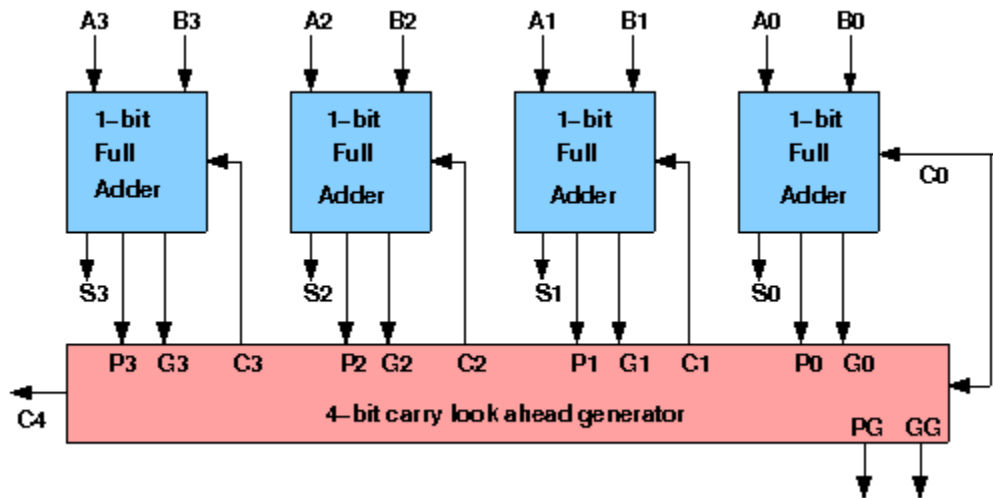 A3 B3 A2 B2 A1 B1 A0 B0
1-bit 1-bit 1-bit 1-bit
Full Full Full Full
Adder Adder Adder Adder
C0
S3 S2 S1 S0
P3 G3 C3 P2 G2 C2 P1 G1 C1 P0 G0
C4
4-bit carry look ahead generator
PG GG